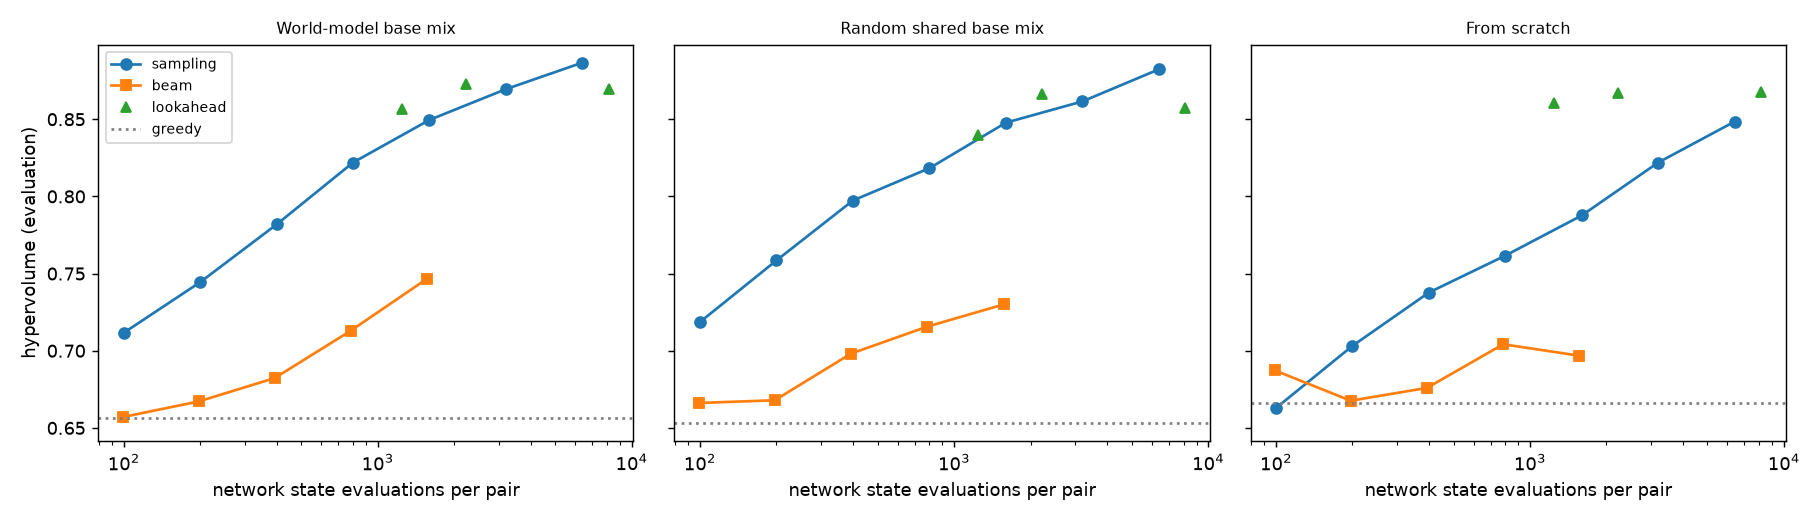 World-model base mix
Random shared base mix
From scratch
sampling
beam
lookahead
greedy
hypervolume (evaluation)
0.85
0.80
0.75
0.70
0.65
10²
10³
10⁴
10²
10³
10⁴
10²
10³
10⁴
network state evaluations per pair
network state evaluations per pair
network state evaluations per pair